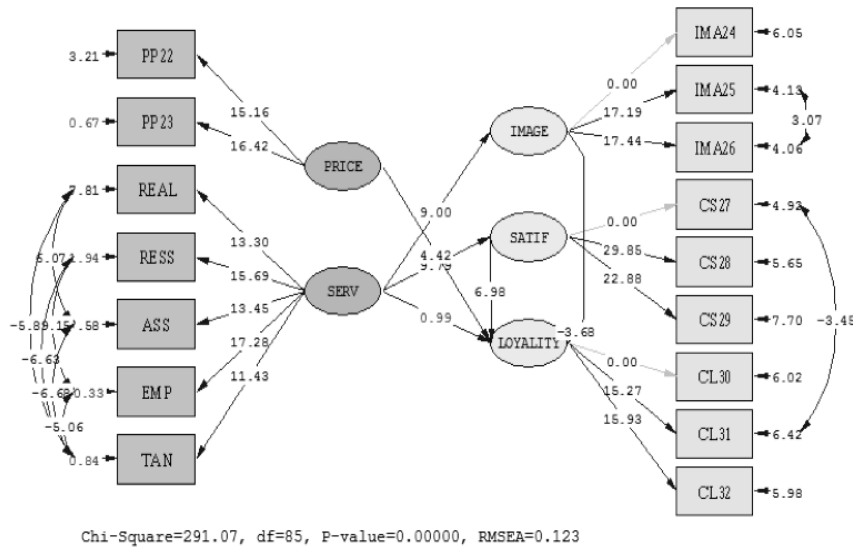 3.21
PP22
0.67
PP23
7.81
REAL
RESS
ASS
0.33
EMP
0.84
TAN
-6.63
-5.06
15.16
16.42
13.30
15.69
13.45
17.28
11.43
PRICE
SERV
9.00
4.42
0.99
IMAGE
SATIF
6.98
LOYALITY
-3.68
0.00
17.19
17.44
0.00
29.85
22.88
0.00
15.27
15.93
IMA24
6.05
IMA25
4.13
3.07
IMA26
4.06
CS27
4.92
CS28
5.65
CS29
7.70
CL30
6.02
CL31
6.42
CL32
5.98
Chi-Square=291.07, df=85, P-value=0.00000, RMSEA=0.123